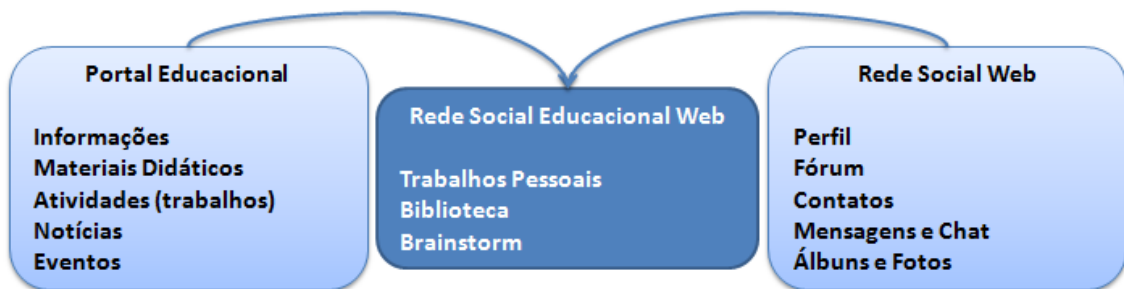 Portal Educacional
Informações
Materiais Didáticos
Atividades (trabalhos)
Notícias
Eventos
Rede Social Educacional Web
Trabalhos Pessoais
Biblioteca
Brainstorm
Rede Social Web
Perfil
Fórum
Contatos
Mensagens e Chat
Álbuns e Fotos